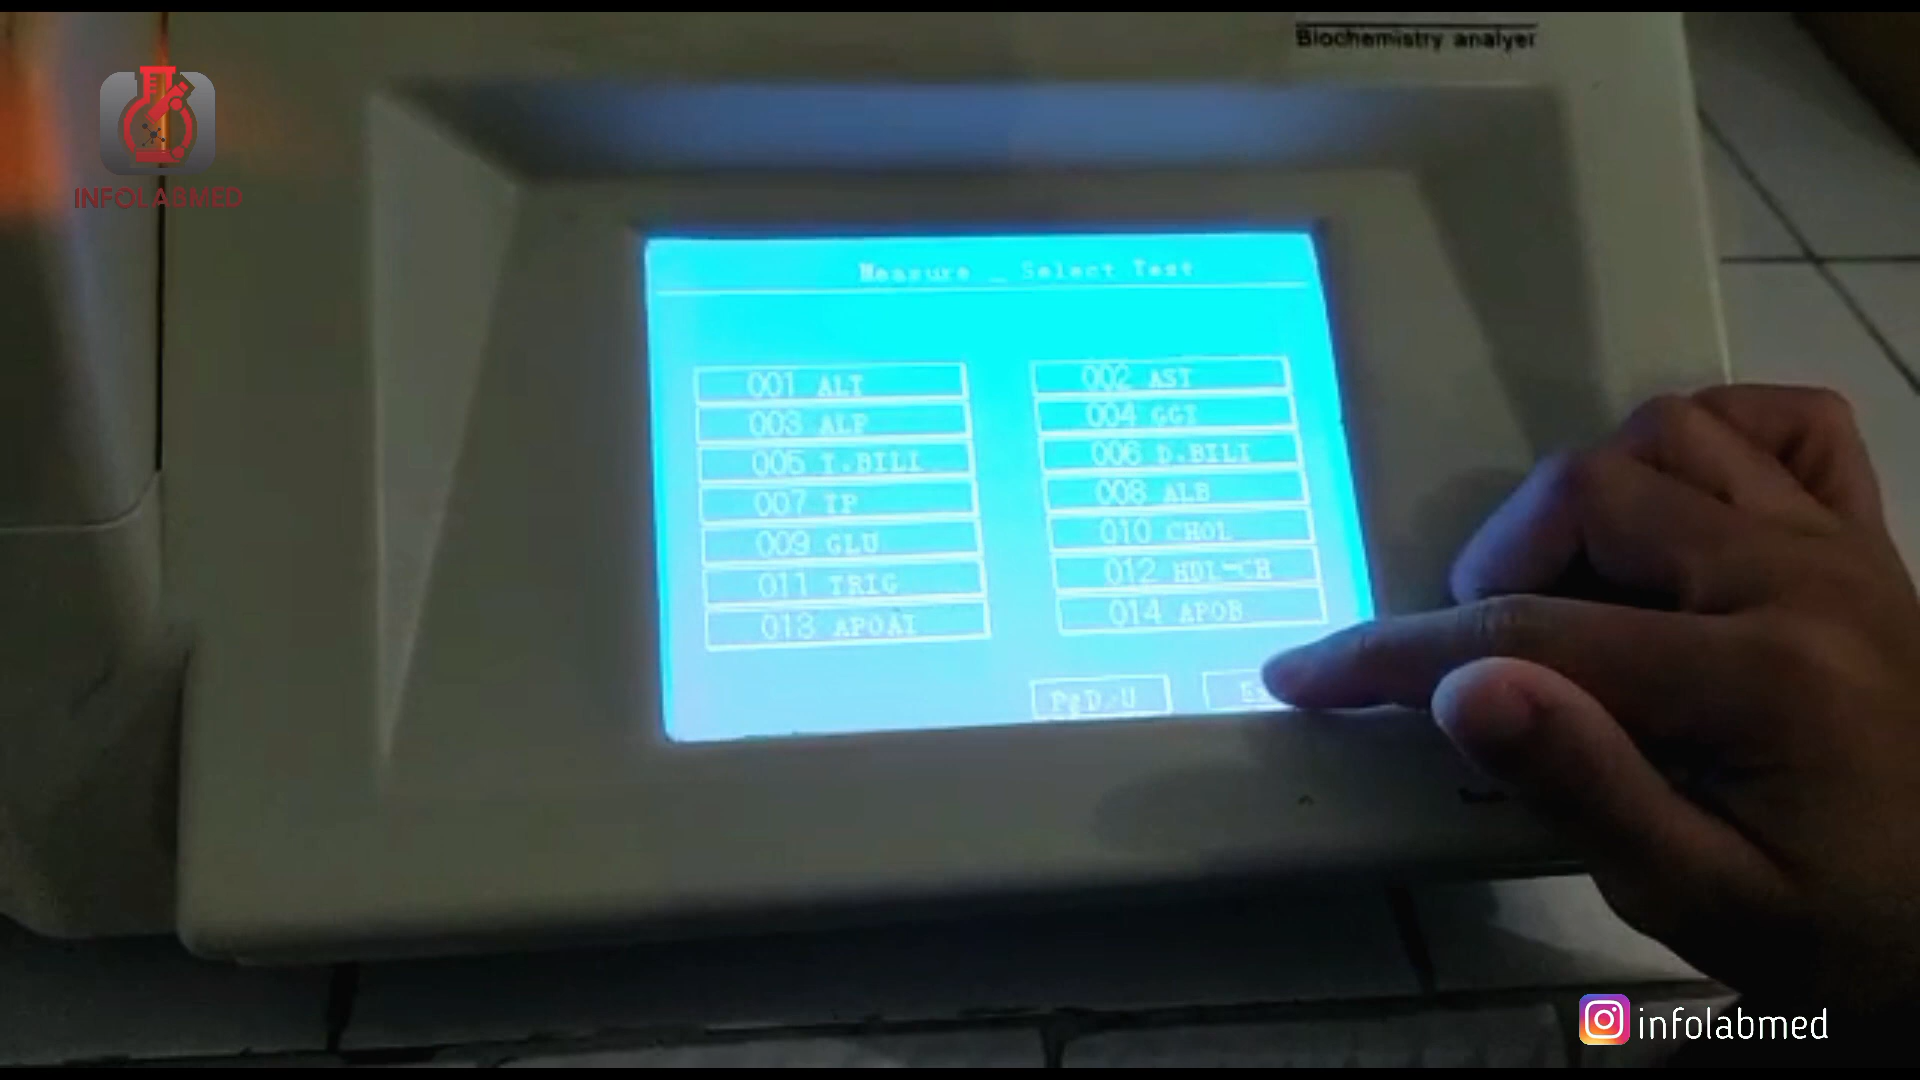 Biochemistry analyer
INFOLABMED
Measure _ Select Test
001 ALT
002 AST
003 ALP
004 GGT
005 T.BILI
006 D.BILI
007 TP
008 ALB
009 GLU
010 CHOL
011 TRIG
012 HDL-CH
013 APOAI
014 APOB
PgD/U
infolabmed